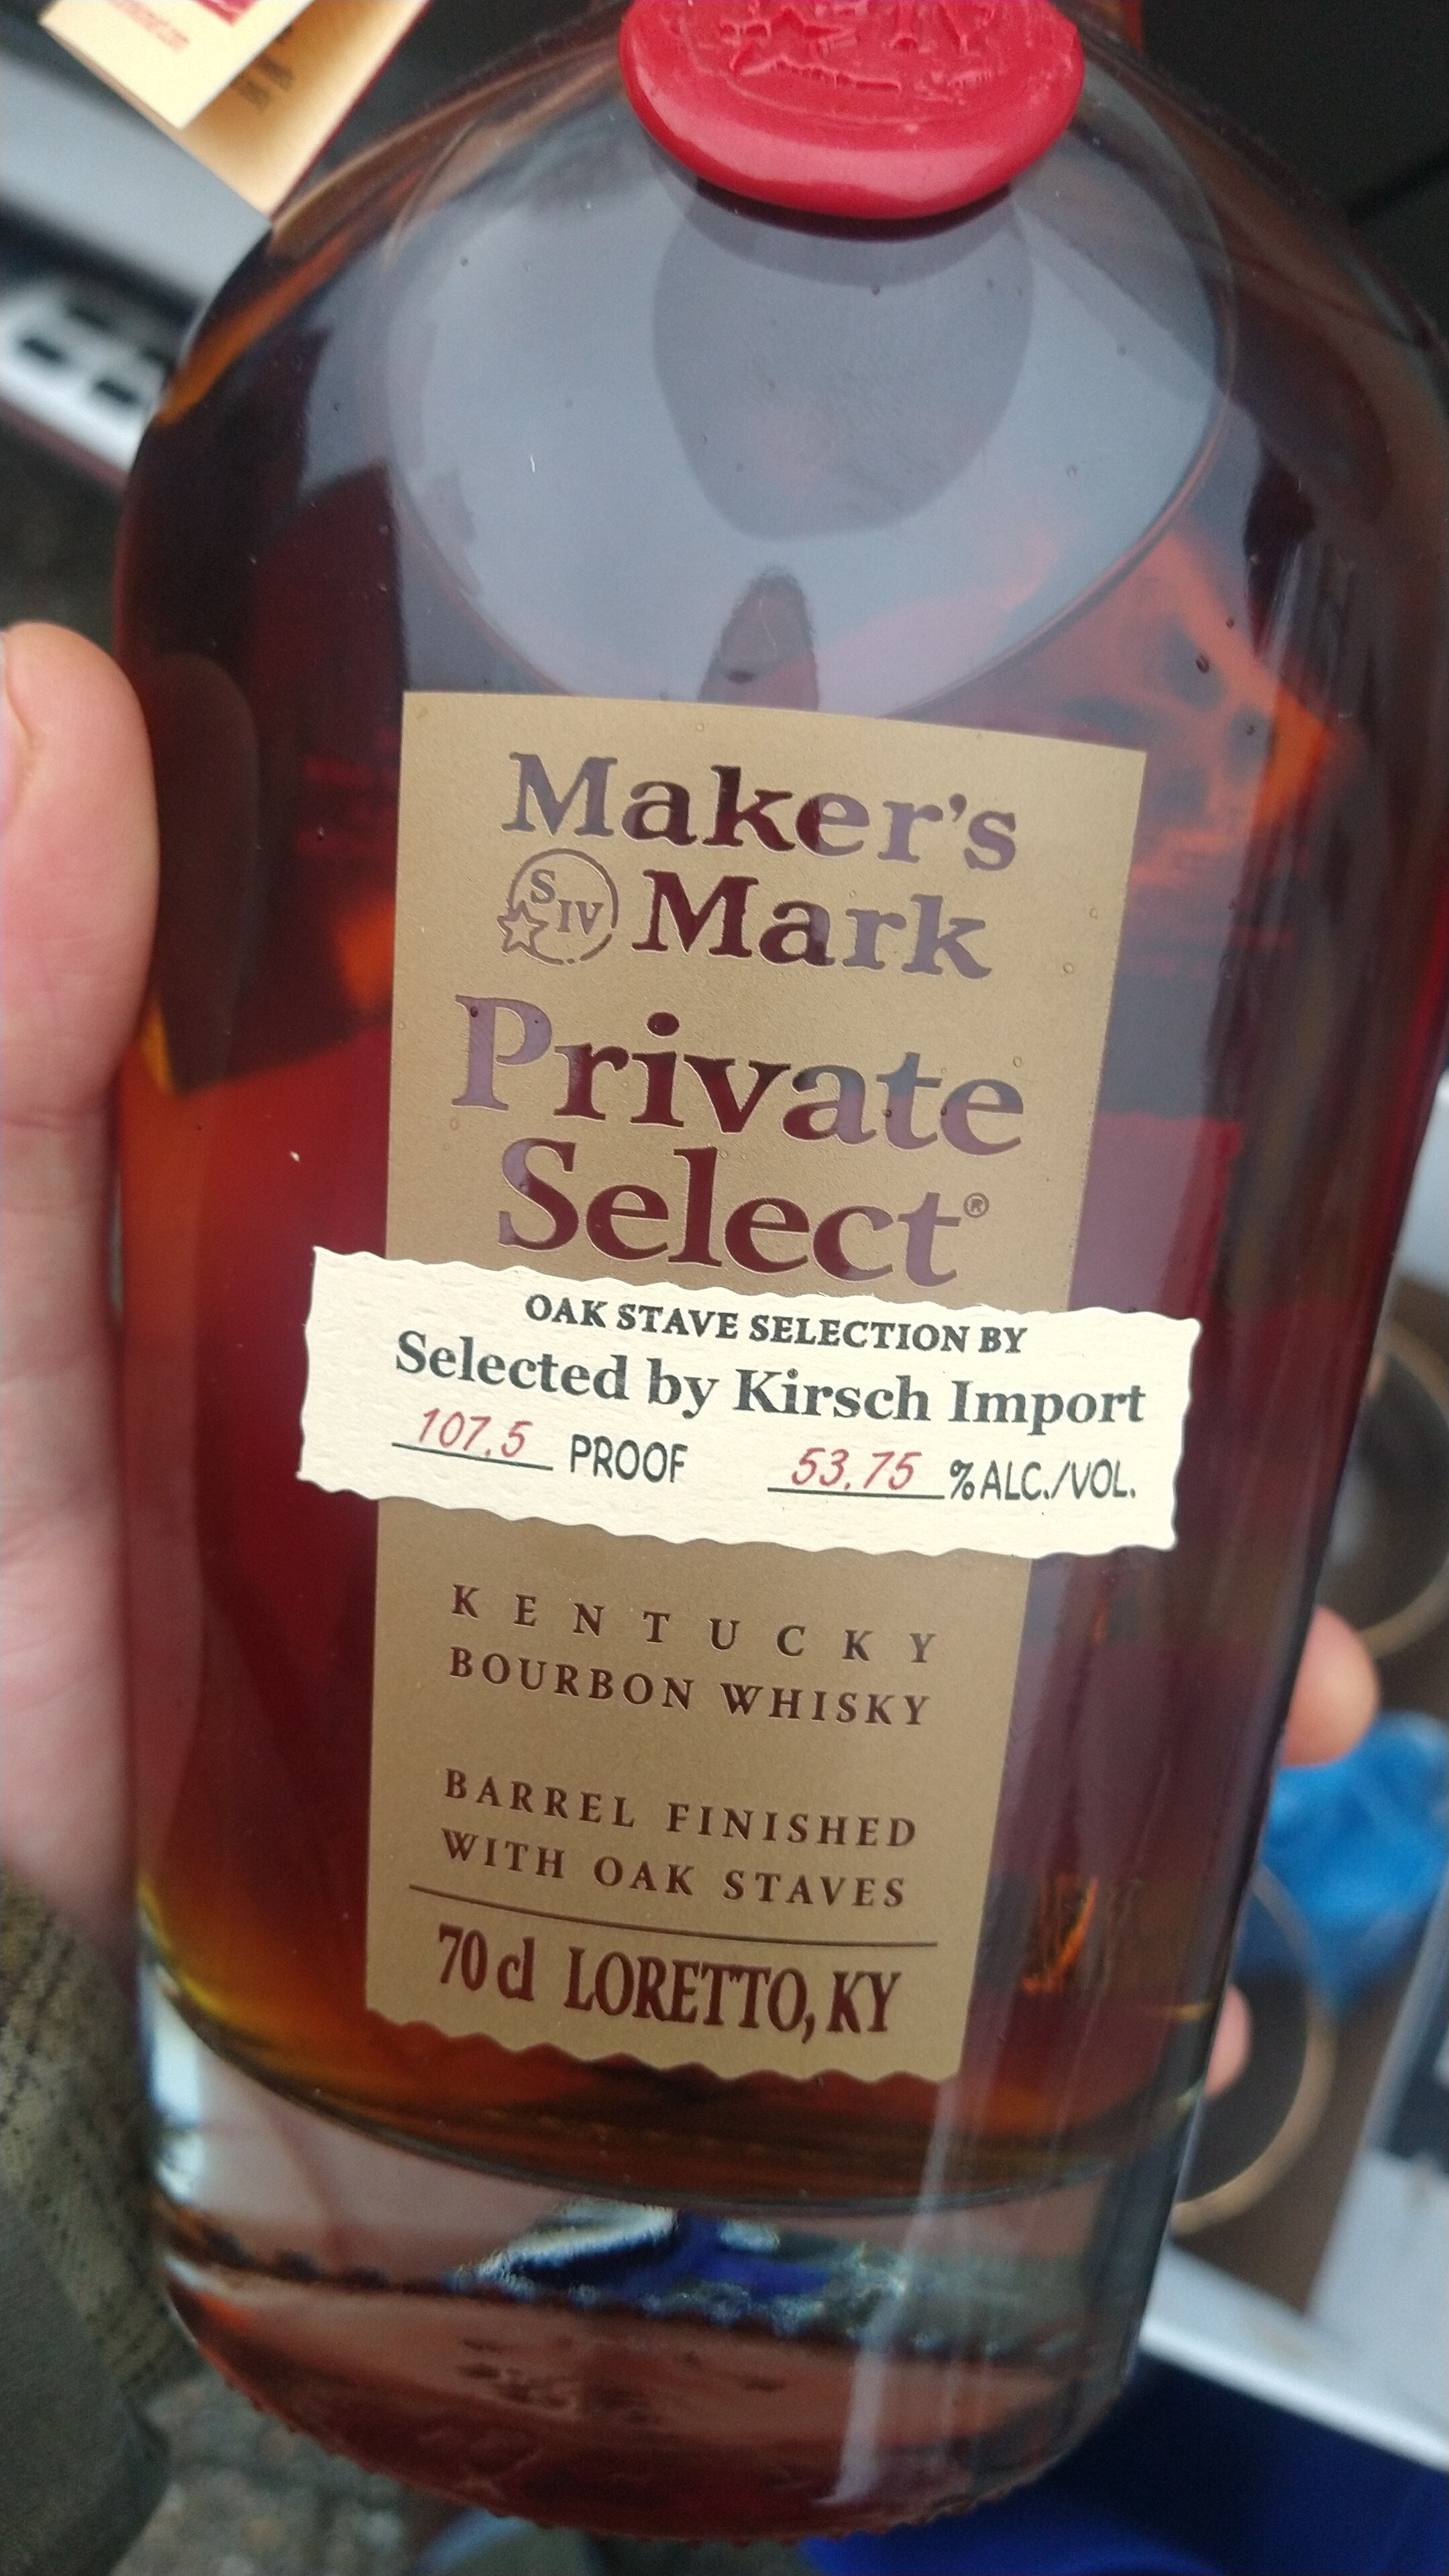 Maker's
S IV Mark
Private
Select®
OAK STAVE SELECTION BY
Selected by Kirsch Import
107.5 PROOF 53.75 %ALC./VOL.
KENTUCKY
BOURBON WHISKY
BARREL FINISHED
WITH OAK STAVES
70 cl LORETTO, KY